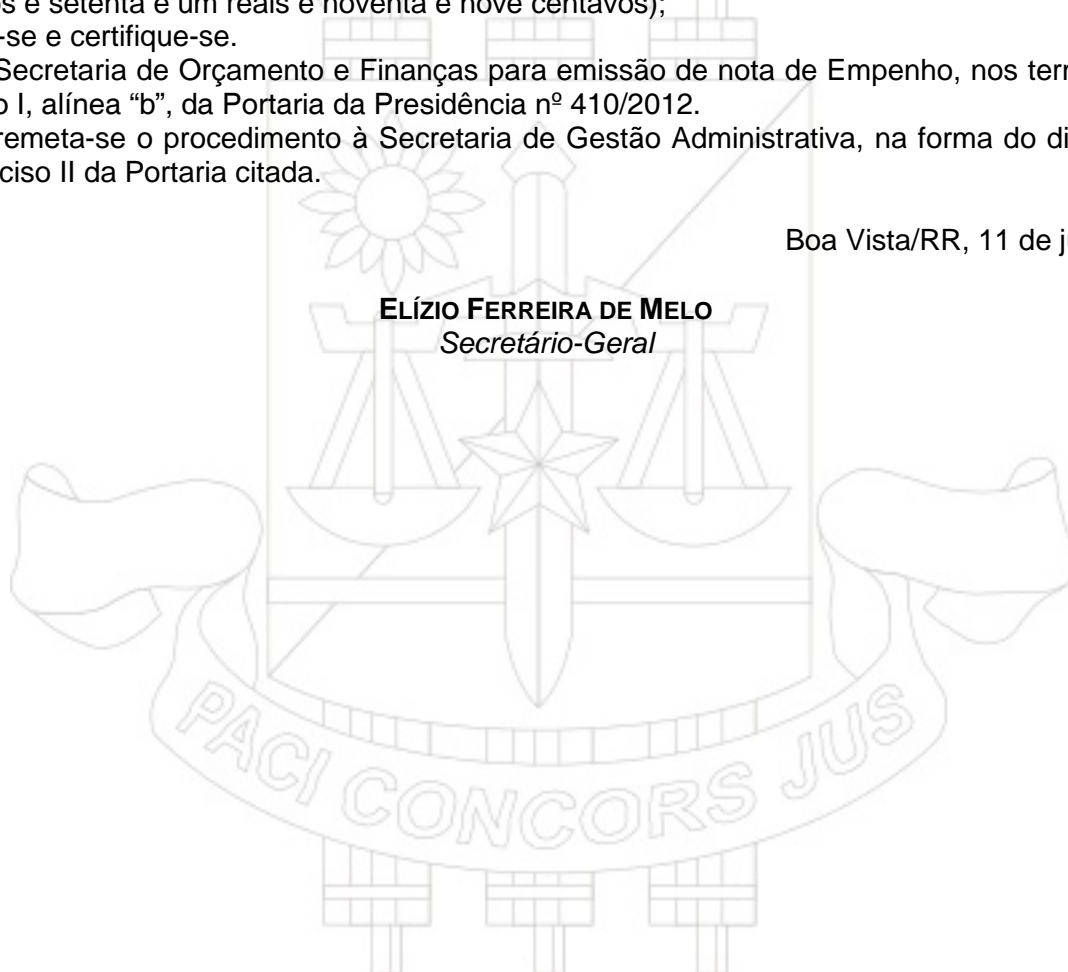 os e setenta e um reais e noventa e nove centavos);
-se e certifique-se.
Secretaria de Orçamento e Finanças para emissão de nota de Empenho, nos
o I, alínea “b”, da Portaria da Presidência nº 410/2012.
remeta-se o procedimento à Secretaria de Gestão Administrativa, na forma do
ciso II da Portaria citada.
Boa Vista/RR, 11 de
ELÍZIO FERREIRA DE MELO
Secretário-Geral
PACI CONCORS JUS